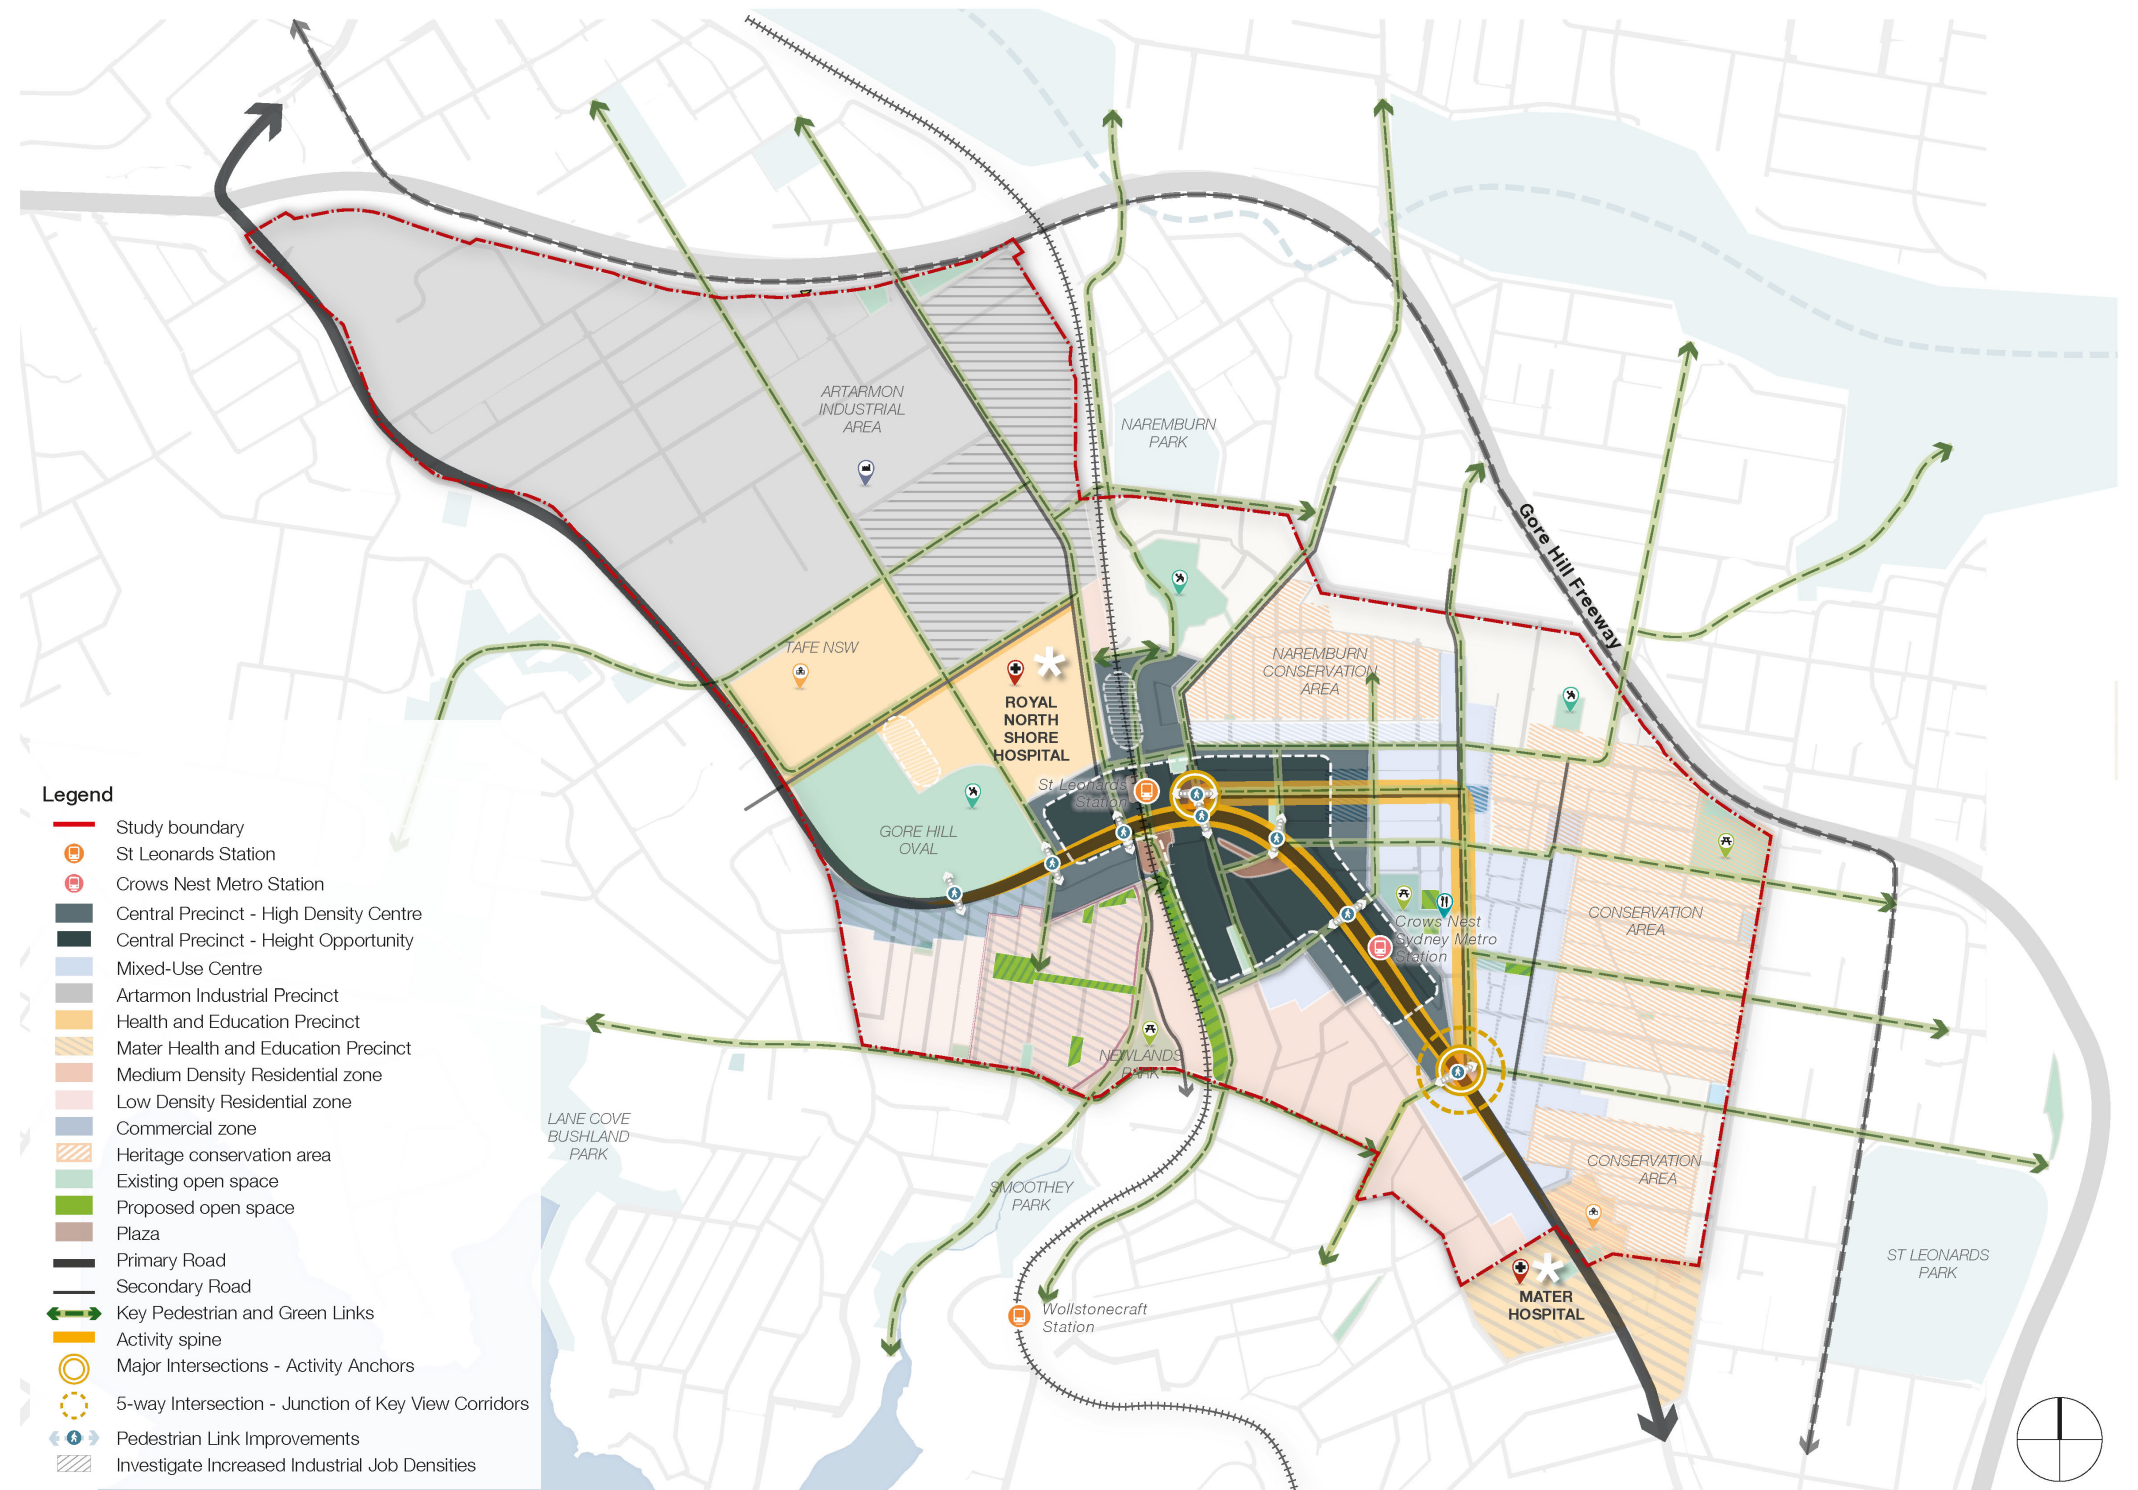 Gore Hill Freeway
ARTARMON
INDUSTRIAL
AREA
NAREMBURN
PARK
TAFE NSW
NAREMBURN
CONSERVATION
AREA
ROYAL
NORTH
SHORE
HOSPITAL
St Leonards
Station
GORE HILL
OVAL
Crows Nest
Sydney Metro
Station
CONSERVATION
AREA
NEWLANDS
PARK
LANE COVE
BUSHLAND
PARK
SMOOTHEY
PARK
CONSERVATION
AREA
ST LEONARDS
PARK
MATER
HOSPITAL
Wollstonecraft
Station
Legend
Study boundary
St Leonards Station
Crows Nest Metro Station
Central Precinct - High Density Centre
Central Precinct - Height Opportunity
Mixed-Use Centre
Artarmon Industrial Precinct
Health and Education Precinct
Mater Health and Education Precinct
Medium Density Residential zone
Low Density Residential zone
Commercial zone
Heritage conservation area
Existing open space
Proposed open space
Plaza
Primary Road
Secondary Road
Key Pedestrian and Green Links
Activity spine
Major Intersections - Activity Anchors
5-way Intersection - Junction of Key View Corridors
Pedestrian Link Improvements
Investigate Increased Industrial Job Densities